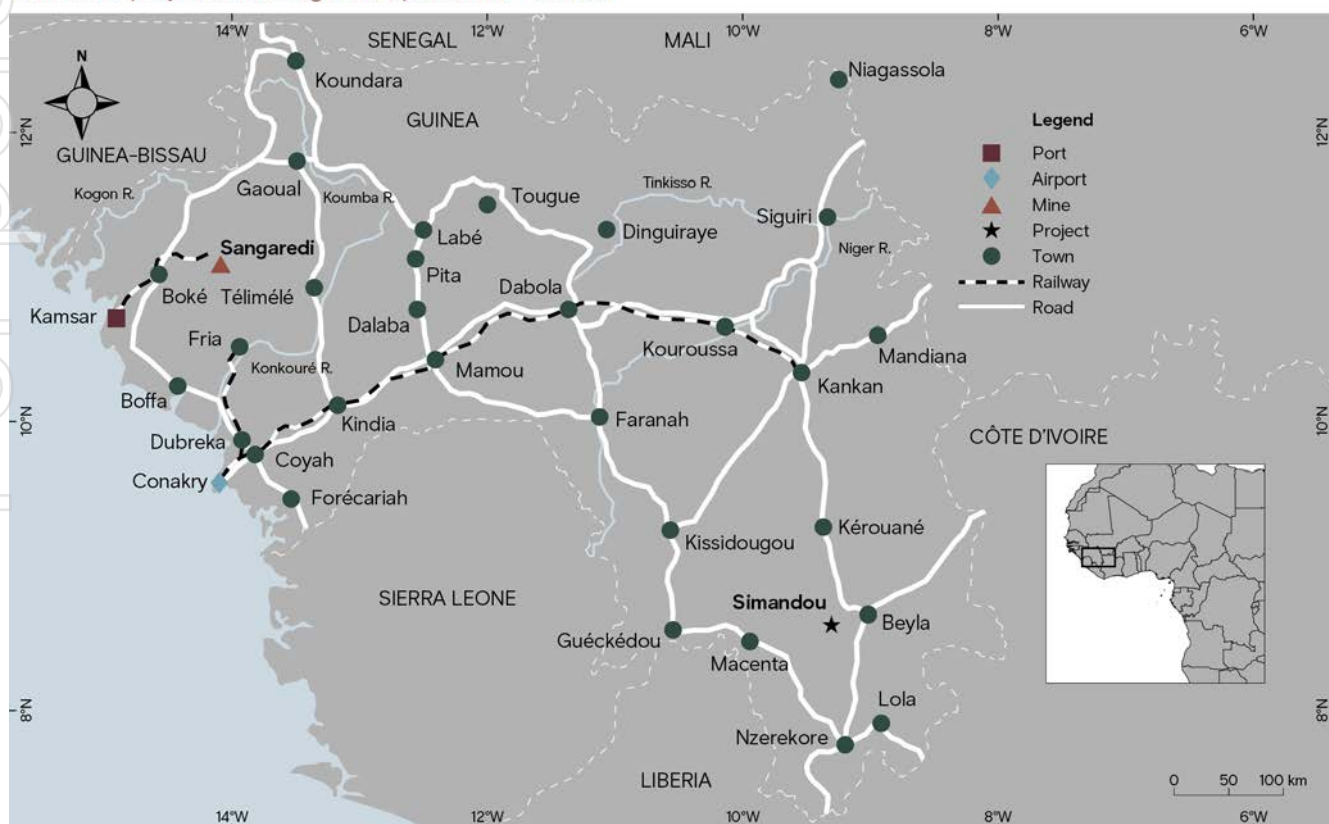 14°W
12°W
10°W
8°W
6°W
SENEGAL
MALI
N
Koundara
Niagassola
GUINEA
Legend
12°N
12°N
GUINEA-BISSAU
Port
Gaoual
Airport
Kogon R.
Koumba R.
Tougue
Tinkisso R.
Mine
Siguiri
Project
Labé
Dinguiraye
Sangaredi
Niger R.
Town
Pita
Railway
Boké
Télimélé
Dabola
Road
Kamsar
Dalaba
Fria
Kouroussa
Mandiana
Konkouré R.
Mamou
Kankan
Boffa
Kindia
Faranah
10°N
10°N
Dubreka
CÔTE D'IVOIRE
Coyah
Conakry
Forécariah
Kérouané
Kissidougou
SIERRA LEONE
Simandou
Beyla
Guéckédou
Macenta
Lola
8°N
8°N
Nzerekore
LIBERIA
0 50 100 km
14°W
12°W
10°W
8°W
6°W